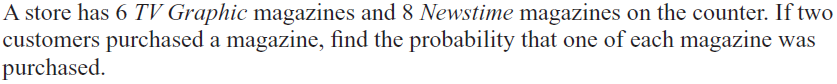 A store has 6 TV Graphic magazines and 8 Newstime magazines on the counter. If two
customers purchased a magazine, find the probability that one of each magazine was
purchased.